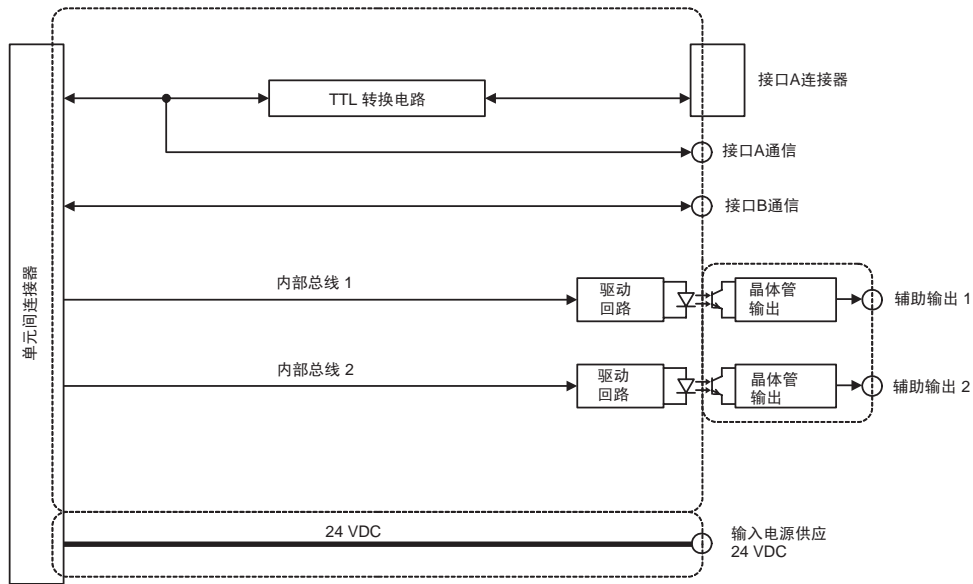 接口A连接器
TTL 转换电路
接口A通信
接口B通信
单元间连接器
内部总线 1
驱动
回路
晶体管
输出
辅助输出 1
内部总线 2
驱动
回路
晶体管
输出
辅助输出 2
24 VDC
输入电源供应
24 VDC